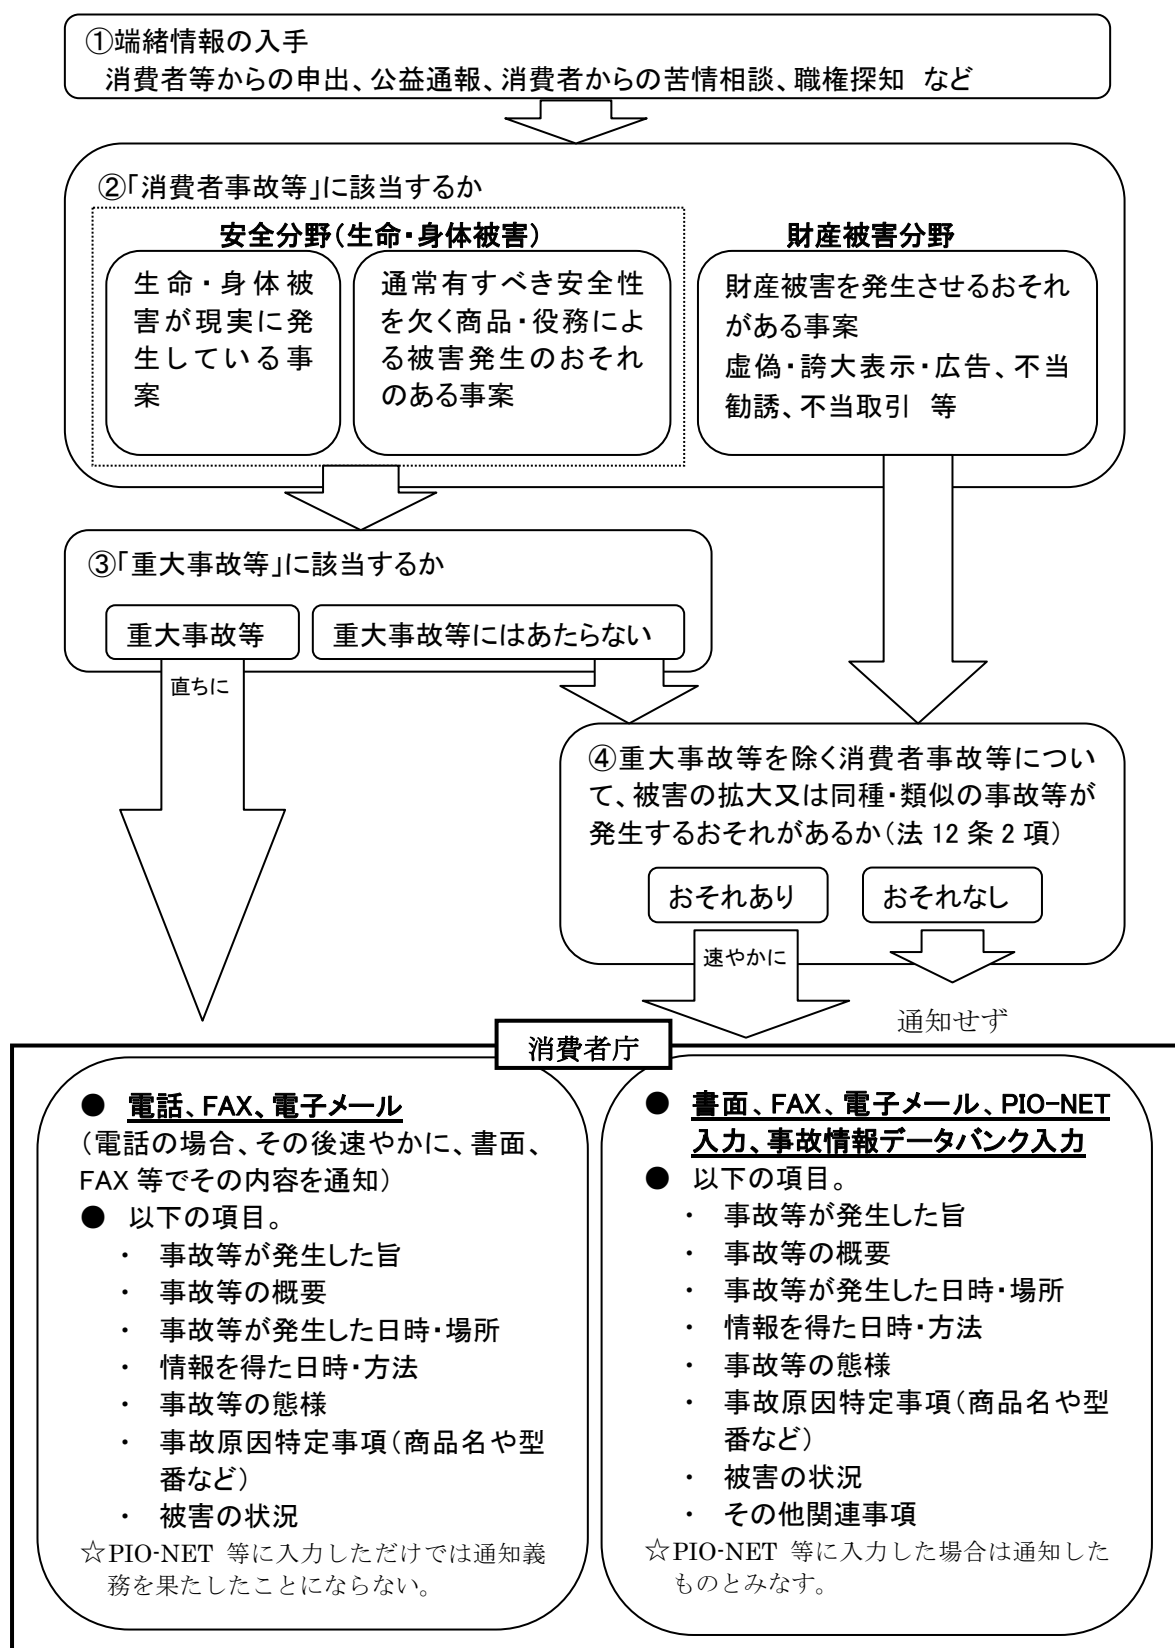 ①端緒情報の入手
消費者等からの申出、公益通報、消費者からの苦情相談、職権探知 など
②「消費者事故等」に該当するか
安全分野（生命・身体被害）
生命・身体被
害が現実に発
生している事
案
通常有すべき安全性
を欠く商品・役務によ
る被害発生のおそれ
のある事案
財産被害分野
財産被害を発生させるおそれ
がある事案
虚偽・誇大表示・広告、不当
勧誘、不当取引 等
③「重大事故等」に該当するか
重大事故等
重大事故等にはあたらない
直ちに
④重大事故等を除く消費者事故等につい
て、被害の拡大又は同種・類似の事故等が
発生するおそれがあるか（法 12 条 2 項）
おそれあり
おそれなし
速やかに
通知せず
消費者庁
● 電話、FAX、電子メール
（電話の場合、その後速やかに、書面、
FAX 等でその内容を通知）
● 以下の項目。
・ 事故等が発生した旨
・ 事故等の概要
・ 事故等が発生した日時・場所
・ 情報を得た日時・方法
・ 事故等の態様
・ 事故原因特定事項（商品名や型
番など）
・ 被害の状況
☆PIO-NET 等に入力しただけでは通知義
務を果たしたことにならない。
● 書面、FAX、電子メール、PIO-NET
入力、事故情報データバンク入力
● 以下の項目。
・ 事故等が発生した旨
・ 事故等の概要
・ 事故等が発生した日時・場所
・ 情報を得た日時・方法
・ 事故等の態様
・ 事故原因特定事項（商品名や型
番など）
・ 被害の状況
・ その他関連事項
☆PIO-NET 等に入力した場合は通知した
ものとみなす。